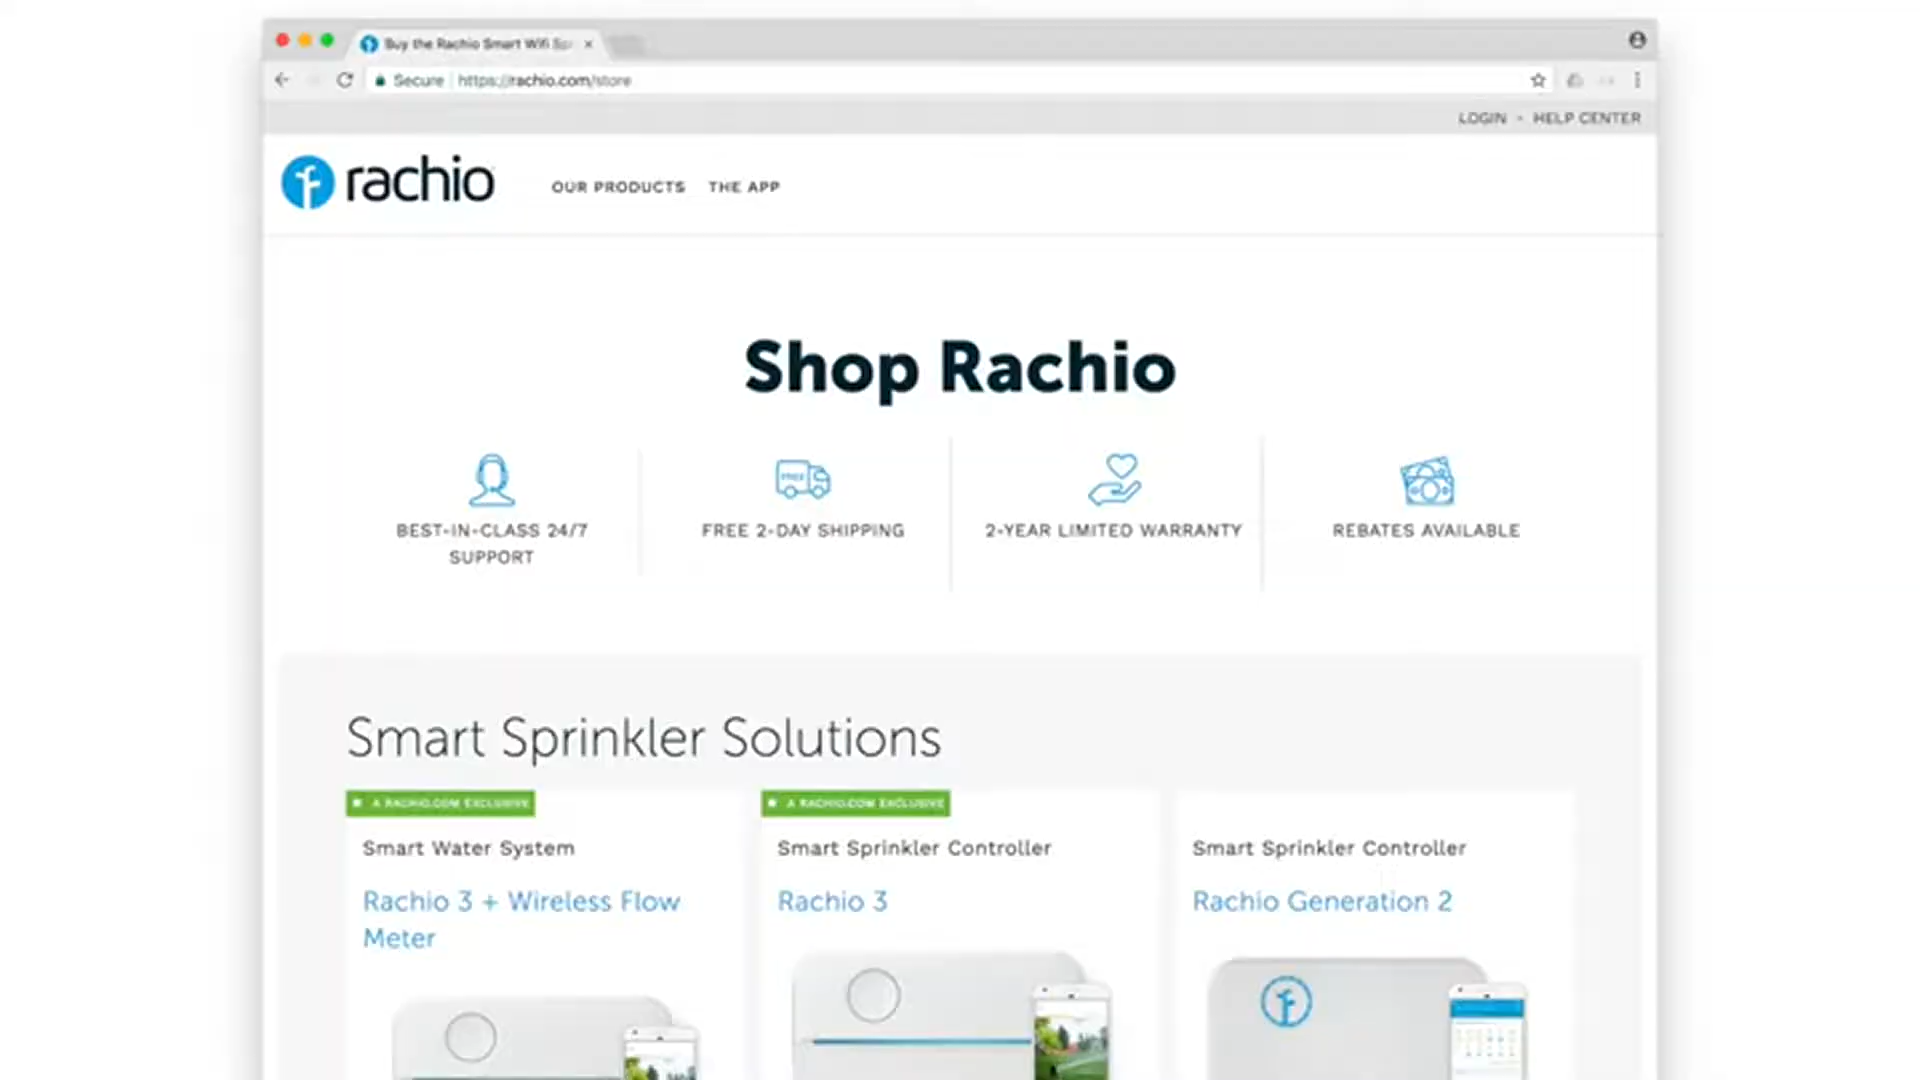 Buy the Rachio Smart Wifi Sp
Secure https://rachio.com/store
LOGIN • HELP CENTER
rachio
OUR PRODUCTS THE APP
Shop Rachio
FREE
BEST-IN-CLASS 24/7
SUPPORT
FREE 2-DAY SHIPPING
2-YEAR LIMITED WARRANTY
REBATES AVAILABLE
Smart Sprinkler Solutions
A RACHIO.COM EXCLUSIVE
Smart Water System
Rachio 3 + Wireless Flow
Meter
A RACHIO.COM EXCLUSIVE
Smart Sprinkler Controller
Rachio 3
Smart Sprinkler Controller
Rachio Generation 2